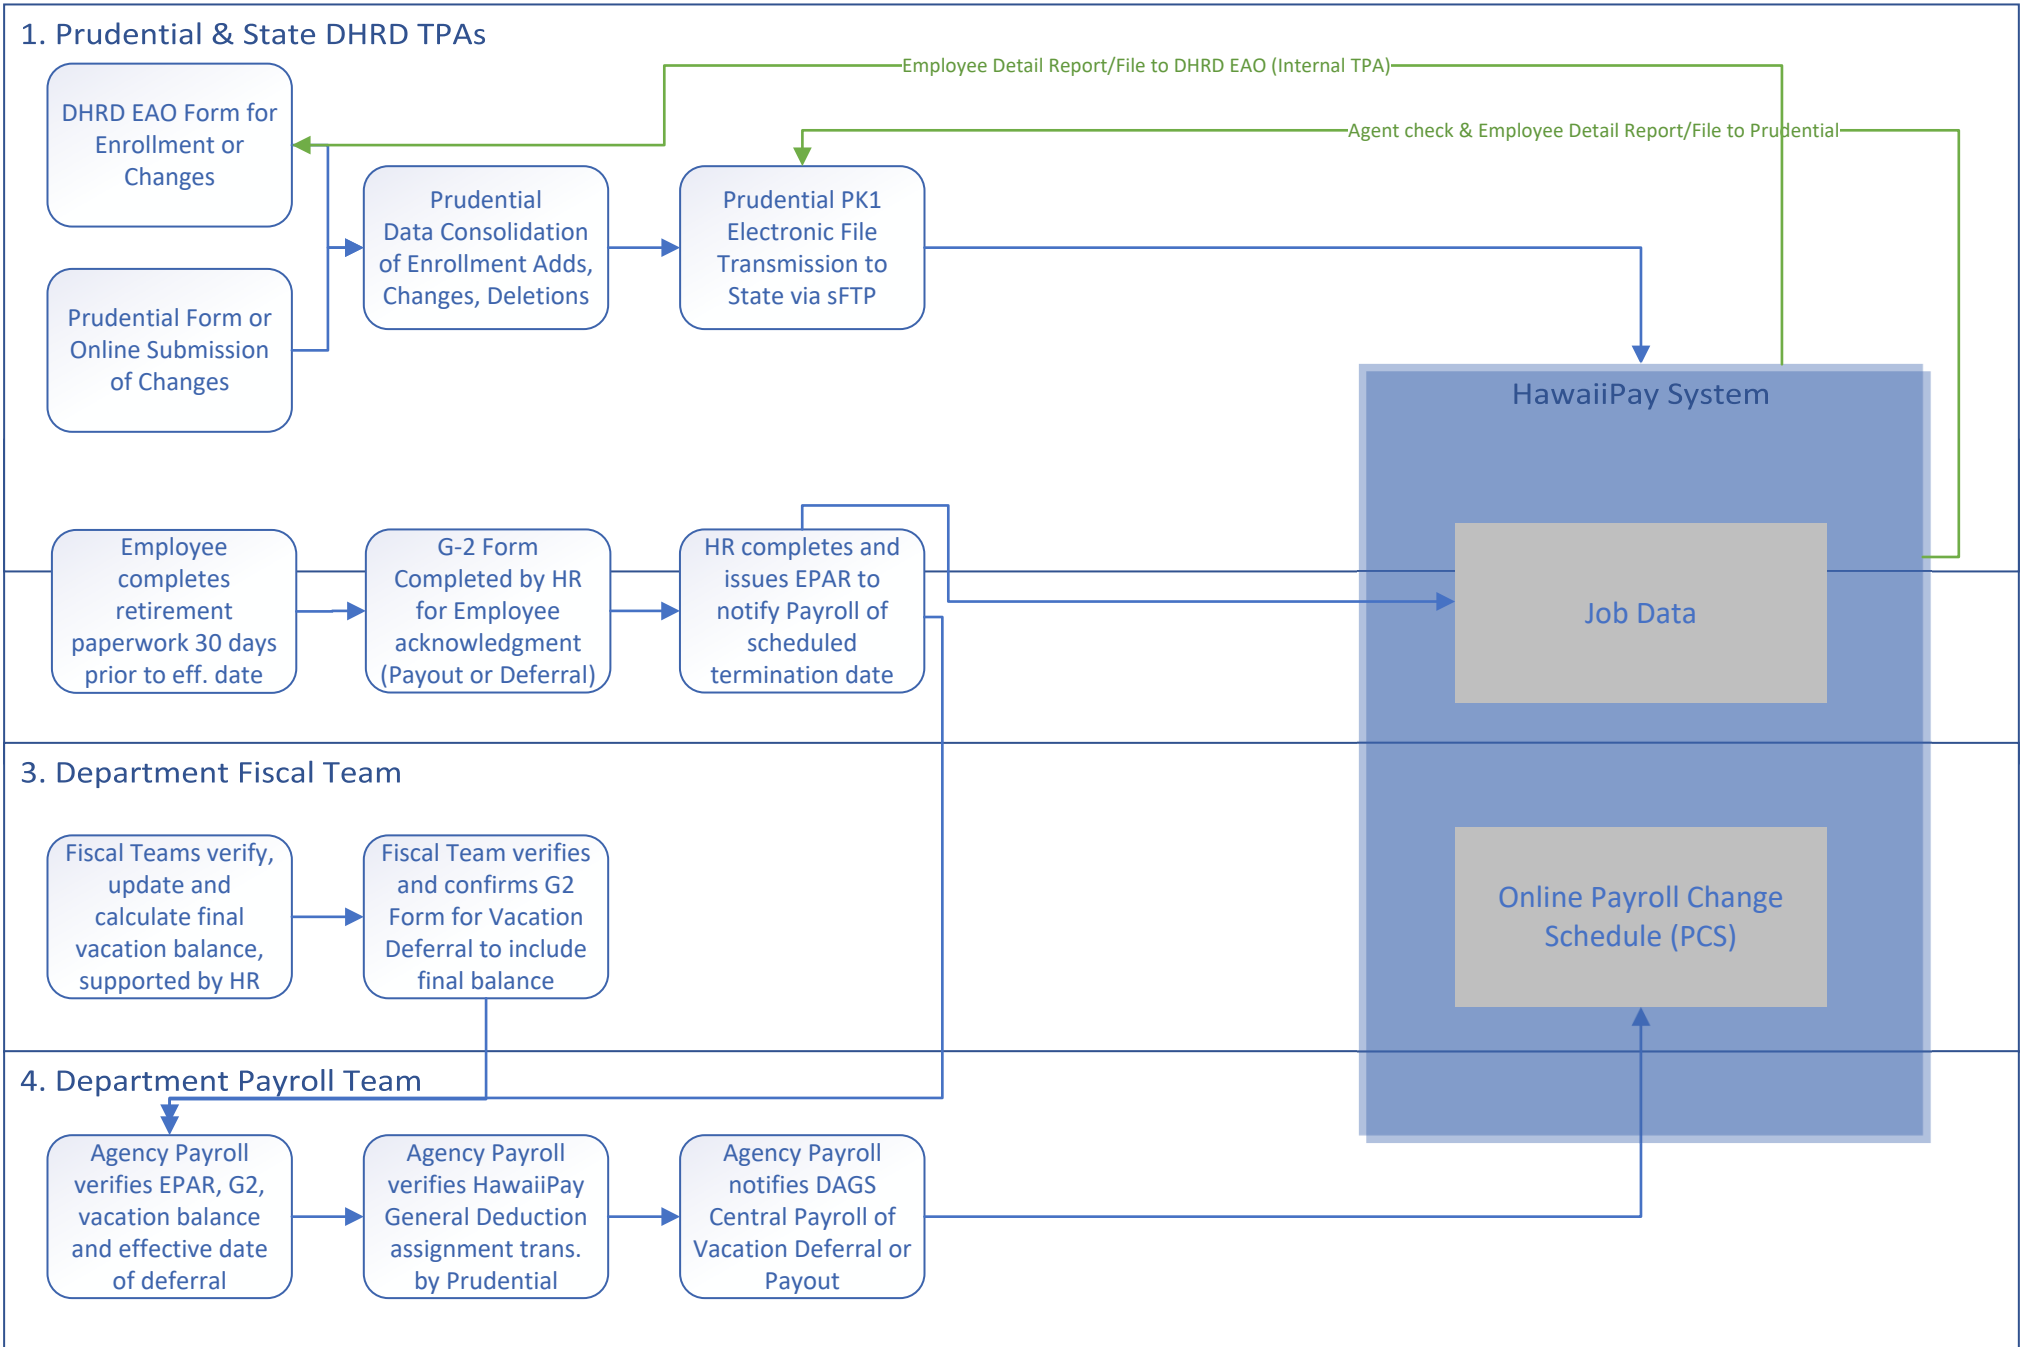 1. Prudential & State DHRD TPAs
Employee Detail Report/File to DHRD EAO (Internal TPA)
Agent check & Employee Detail Report/File to Prudential
DHRD EAO Form for
Enrollment or
Changes
Prudential
Data Consolidation
of Enrollment Adds,
Changes, Deletions
Prudential PK1
Electronic File
Transmission to
State via sFTP
Prudential Form or
Online Submission
of Changes
HawaiiPay System
Employee
completes
retirement
paperwork 30 days
prior to eff. date
G-2 Form
Completed by HR
for Employee
acknowledgment
(Payout or Deferral)
HR completes and
issues EPAR to
notify Payroll of
scheduled
termination date
Job Data
3. Department Fiscal Team
Fiscal Teams verify,
update and
calculate final
vacation balance,
supported by HR
Fiscal Team verifies
and confirms G2
Form for Vacation
Deferral to include
final balance
Online Payroll Change
Schedule (PCS)
4. Department Payroll Team
Agency Payroll
verifies EPAR, G2,
vacation balance
and effective date
of deferral
Agency Payroll
verifies HawaiiPay
General Deduction
assignment trans.
by Prudential
Agency Payroll
notifies DAGS
Central Payroll of
Vacation Deferral or
Payout